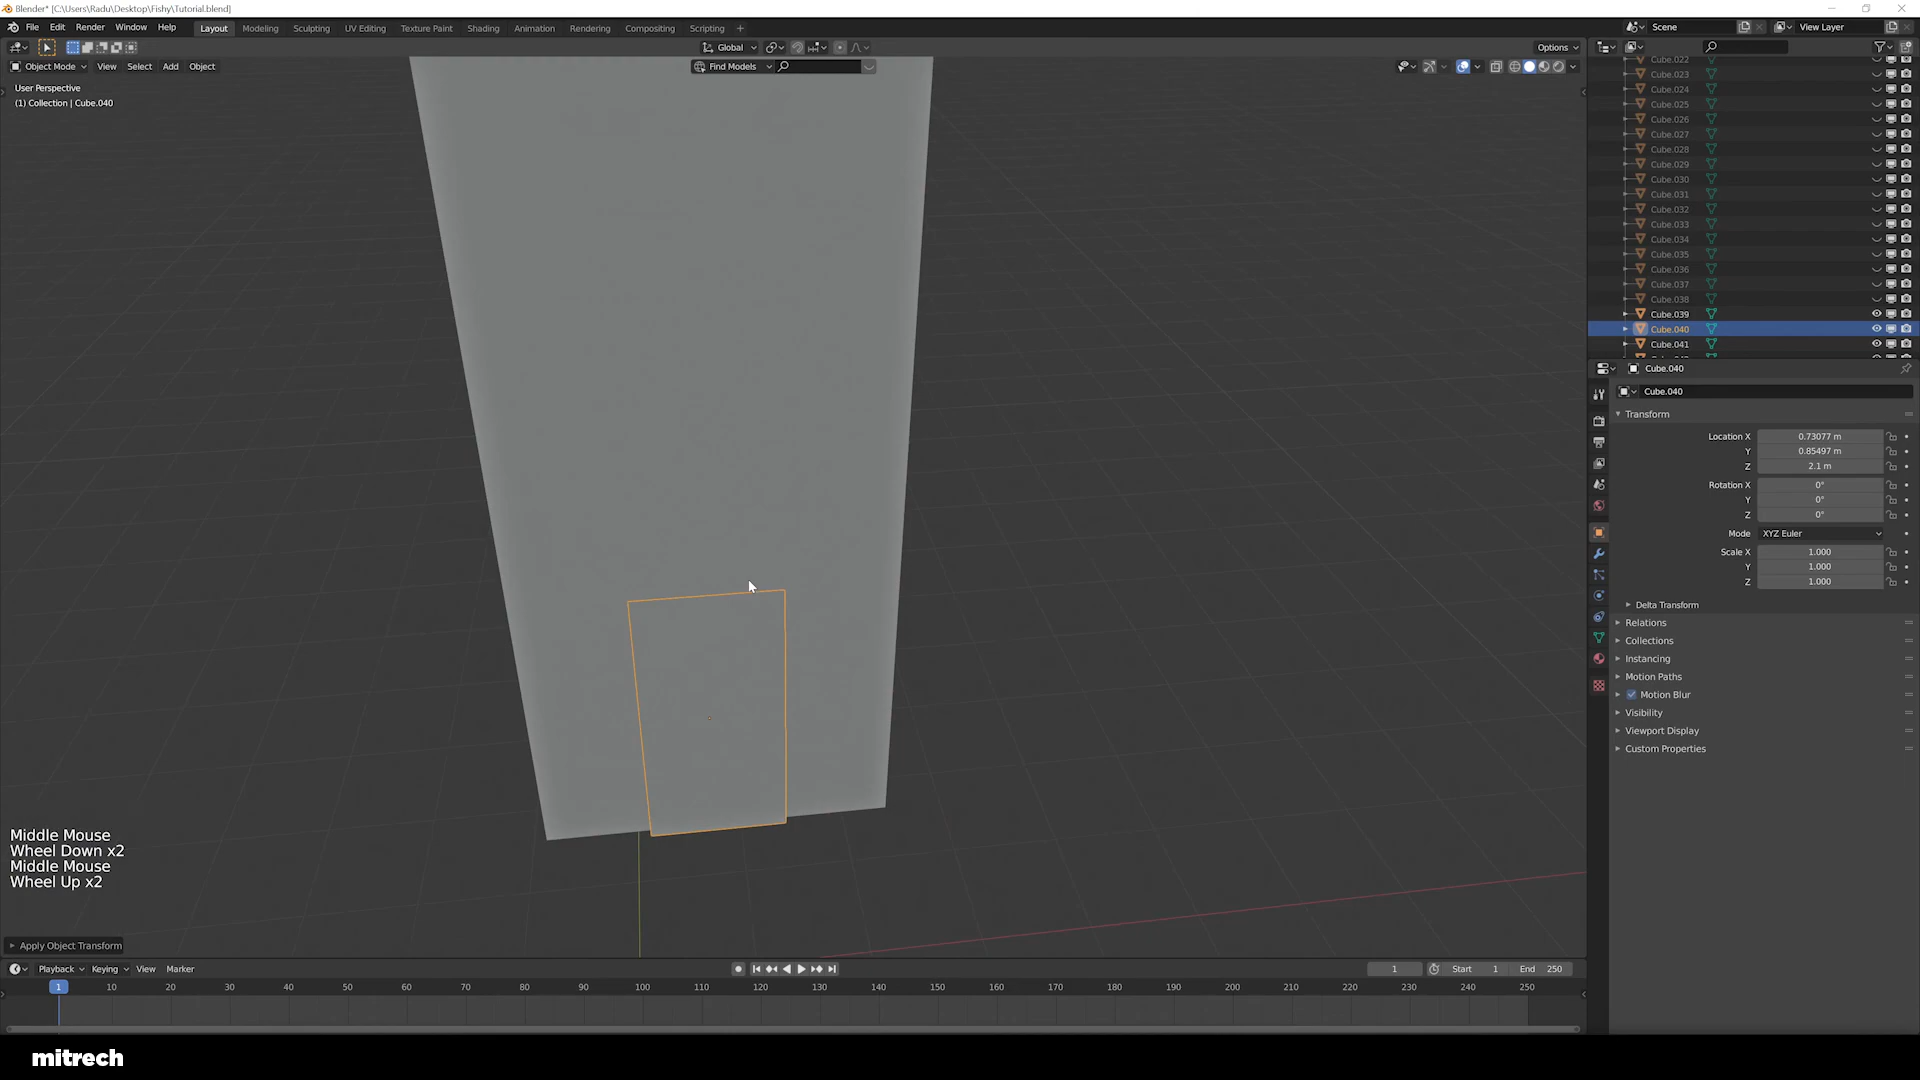 Blender* [C:\Users\Radu\Desktop\Fishy\Tutorial.blend]
File Edit Render Window Help
Layout Modeling Sculpting UV Editing Texture Paint Shading Animation Rendering Compositing Scripting +
Scene
View Layer
Global
Options
Object Mode View Select Add Object
Find Models
User Perspective
(1) Collection | Cube.040
Cube.022
Cube.023
Cube.024
Cube.025
Cube.026
Cube.027
Cube.028
Cube.029
Cube.030
Cube.031
Cube.032
Cube.033
Cube.034
Cube.035
Cube.036
Cube.037
Cube.038
Cube.039
Cube.040
Cube.041
Cube.040
Cube.040
Transform
Location X 0.73077 m
Y 0.85497 m
Z 2.1 m
Rotation X 0°
Y 0°
Z 0°
Mode XYZ Euler
Scale X 1.000
Y 1.000
Z 1.000
Delta Transform
Relations
Collections
Instancing
Motion Paths
Motion Blur
Visibility
Viewport Display
Custom Properties
Middle Mouse
Wheel Down x2
Middle Mouse
Wheel Up x2
Apply Object Transform
Playback Keying View Marker
1 Start 1 End 250
1 10 20 30 40 50 60 70 80 90 100 110 120 130 140 150 160 170 180 190 200 210 220 230 240 250
mitrech